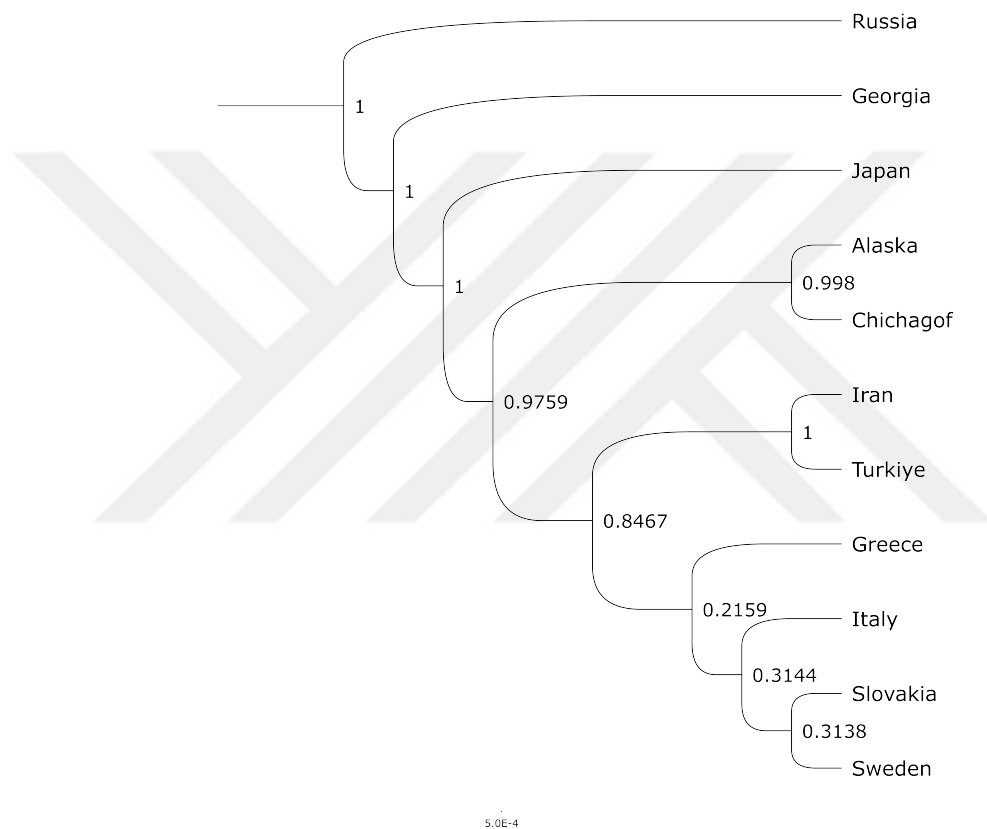 Russia
1
Georgia
1
Japan
Alaska
0.998
1
Chichagof
Iran
0.9759
1
Turkiye
0.8467
Greece
0.2159
Italy
0.3144
Slovakia
0.3138
Sweden
5.0E-4